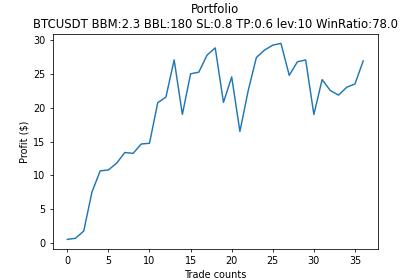 Portfolio
BTCUSDT BBM:2.3 BBL:180 SL:0.8 TP:0.6 lev:10 WinRatio:78.0
30
25
20
15
10
5
0
Profit ($)
0 5 10 15 20 25 30 35
Trade counts